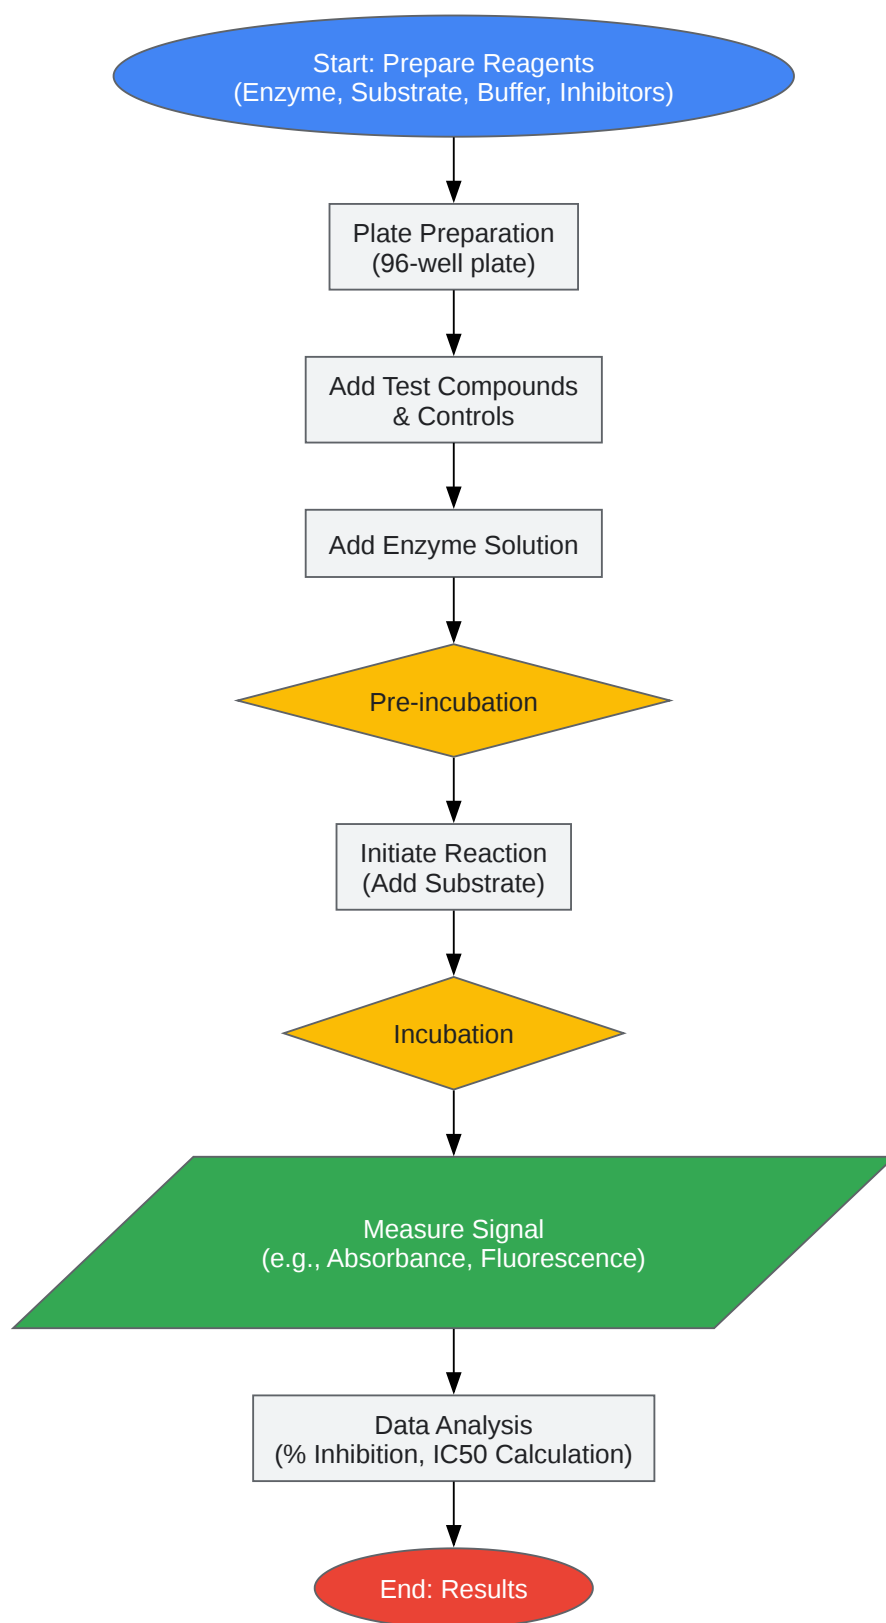 Start: Prepare Reagents
(Enzyme, Substrate, Buffer, Inhibitors)
Plate Preparation
(96-well plate)
Add Test Compounds
& Controls
Add Enzyme Solution
Pre-incubation
Initiate Reaction
(Add Substrate)
Incubation
Measure Signal
(e.g., Absorbance, Fluorescence)
Data Analysis
(% Inhibition, IC50 Calculation)
End: Results